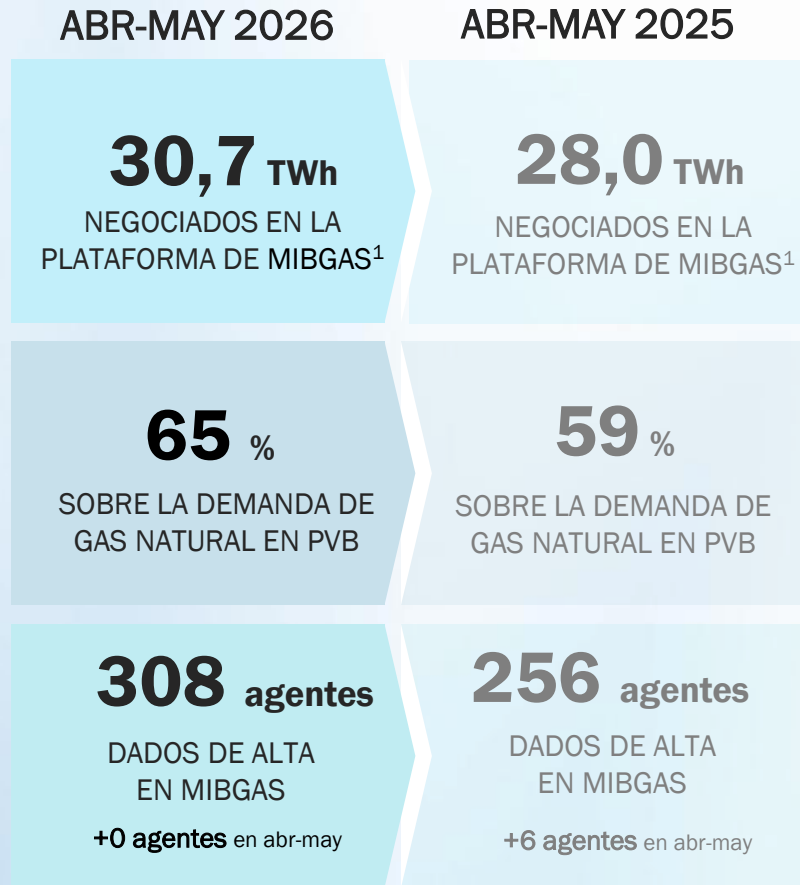 ABR-MAY 2026
ABR-MAY 2025
30,7 TWh
NEGOCIADOS EN LA
PLATAFORMA DE MIBGAS¹
28,0 TWh
NEGOCIADOS EN LA
PLATAFORMA DE MIBGAS¹
65 %
SOBRE LA DEMANDA DE
GAS NATURAL EN PVB
59 %
SOBRE LA DEMANDA DE
GAS NATURAL EN PVB
308 agentes
DADOS DE ALTA
EN MIBGAS
+0 agentes en abr-may
256 agentes
DADOS DE ALTA
EN MIBGAS
+6 agentes en abr-may